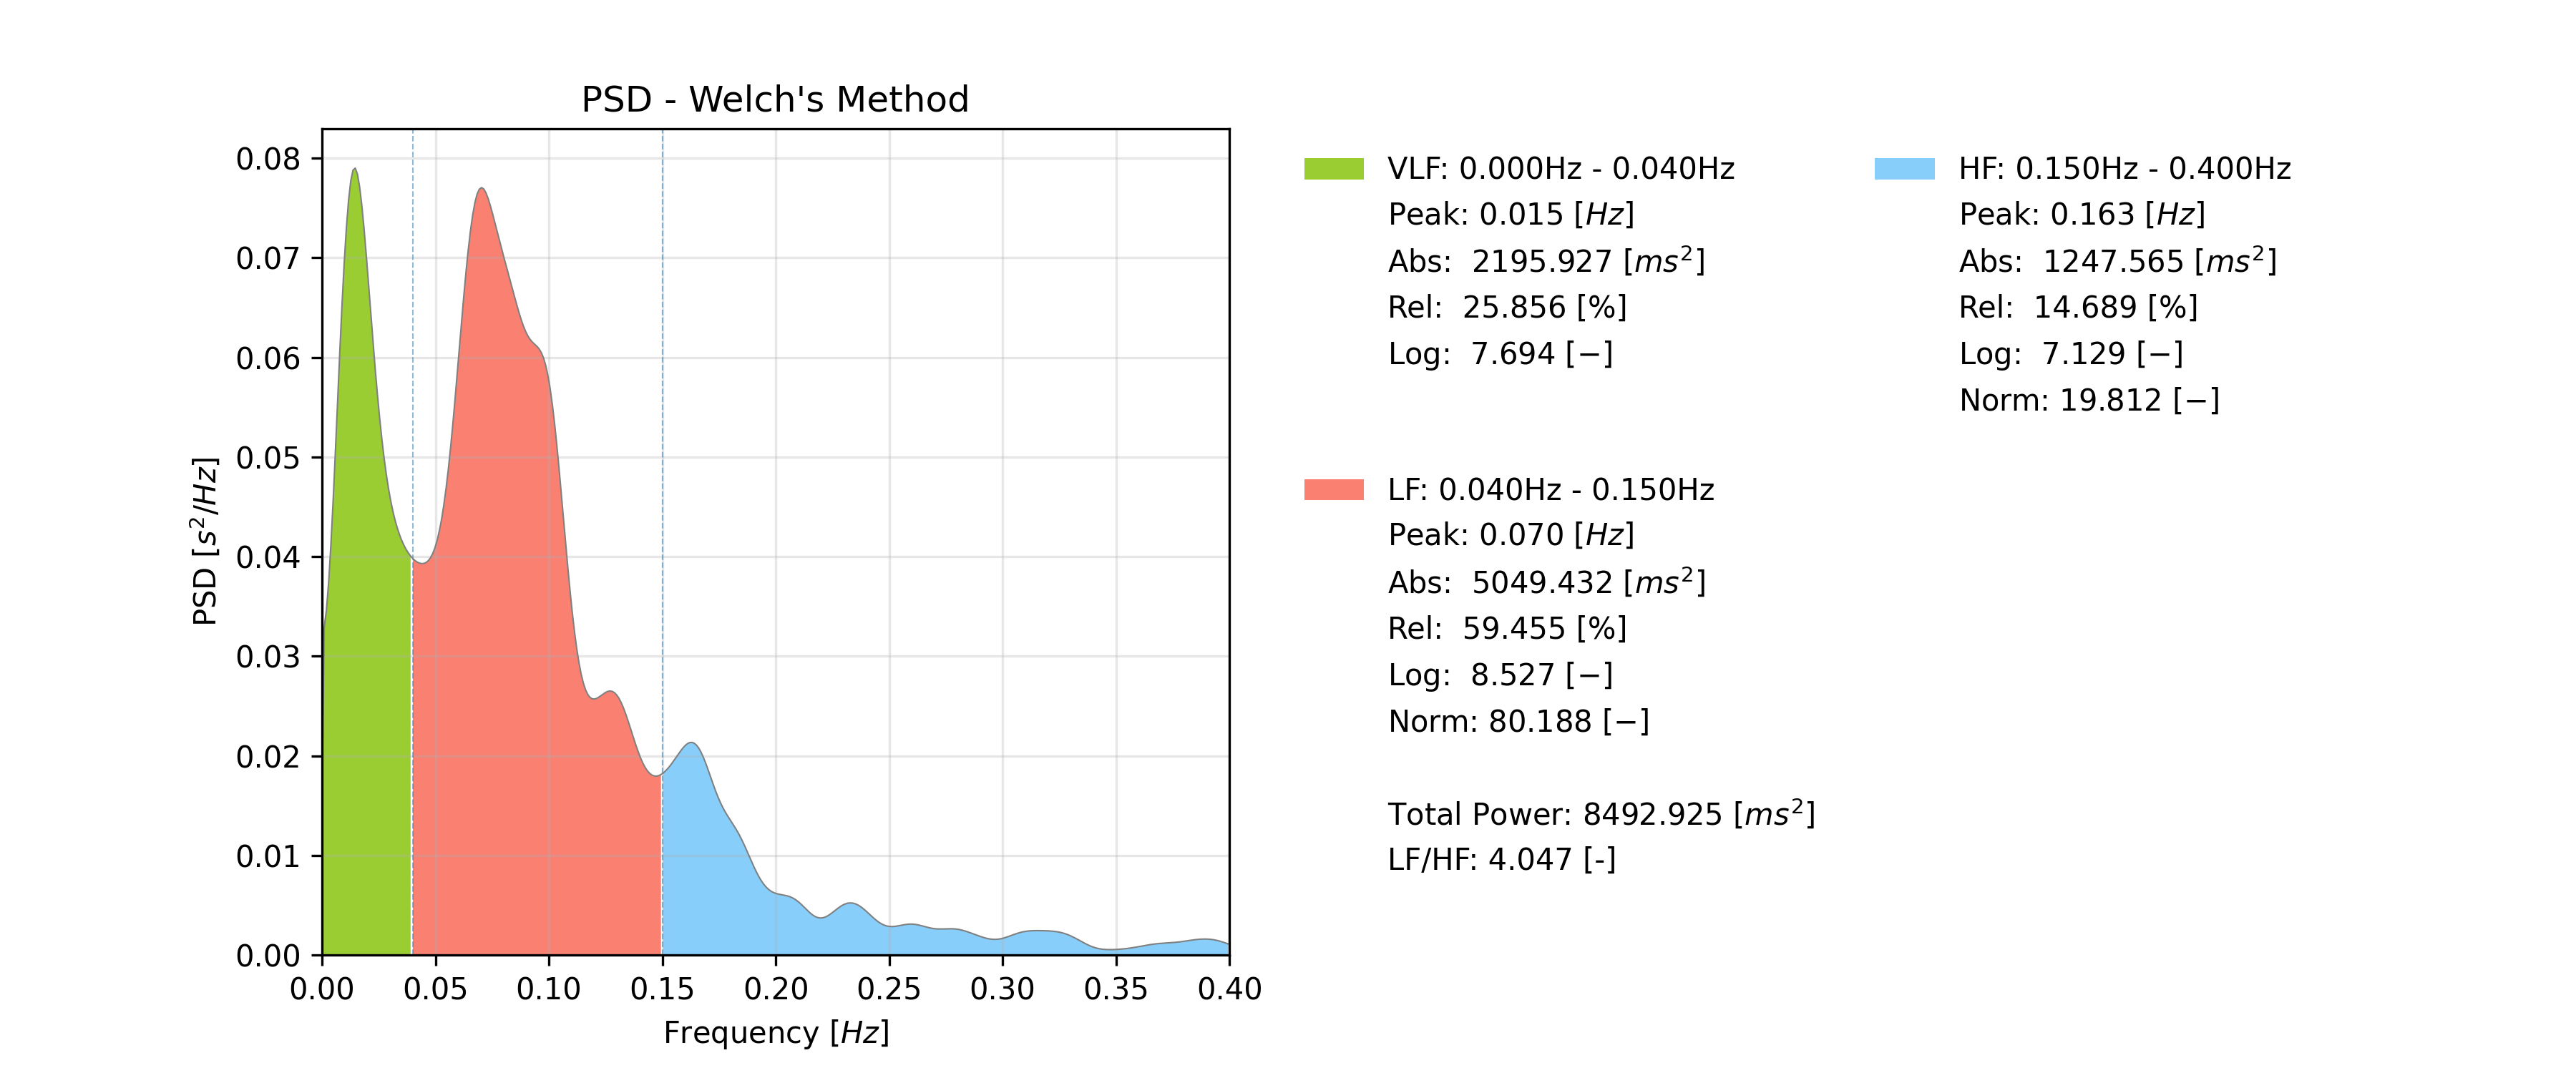 PSD - Welch's Method
PSD [s²/Hz]
0.08
0.07
0.06
0.05
0.04
0.03
0.02
0.01
0.00
0.00 0.05 0.10 0.15 0.20 0.25 0.30 0.35 0.40
Frequency [Hz]
VLF: 0.000Hz - 0.040Hz
Peak: 0.015 [Hz]
Abs: 2195.927 [ms²]
Rel: 25.856 [%]
Log: 7.694 [−]
LF: 0.040Hz - 0.150Hz
Peak: 0.070 [Hz]
Abs: 5049.432 [ms²]
Rel: 59.455 [%]
Log: 8.527 [−]
Norm: 80.188 [−]
Total Power: 8492.925 [ms²]
LF/HF: 4.047 [-]
HF: 0.150Hz - 0.400Hz
Peak: 0.163 [Hz]
Abs: 1247.565 [ms²]
Rel: 14.689 [%]
Log: 7.129 [−]
Norm: 19.812 [−]